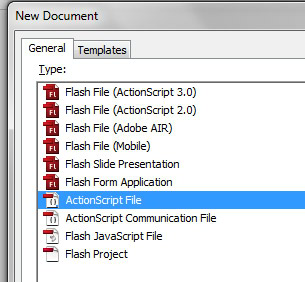 New Document
General Templates
Type:
Flash File (ActionScript 3.0)
Flash File (ActionScript 2.0)
Flash File (Adobe AIR)
Flash File (Mobile)
Flash Slide Presentation
Flash Form Application
ActionScript File
ActionScript Communication File
Flash JavaScript File
Flash Project